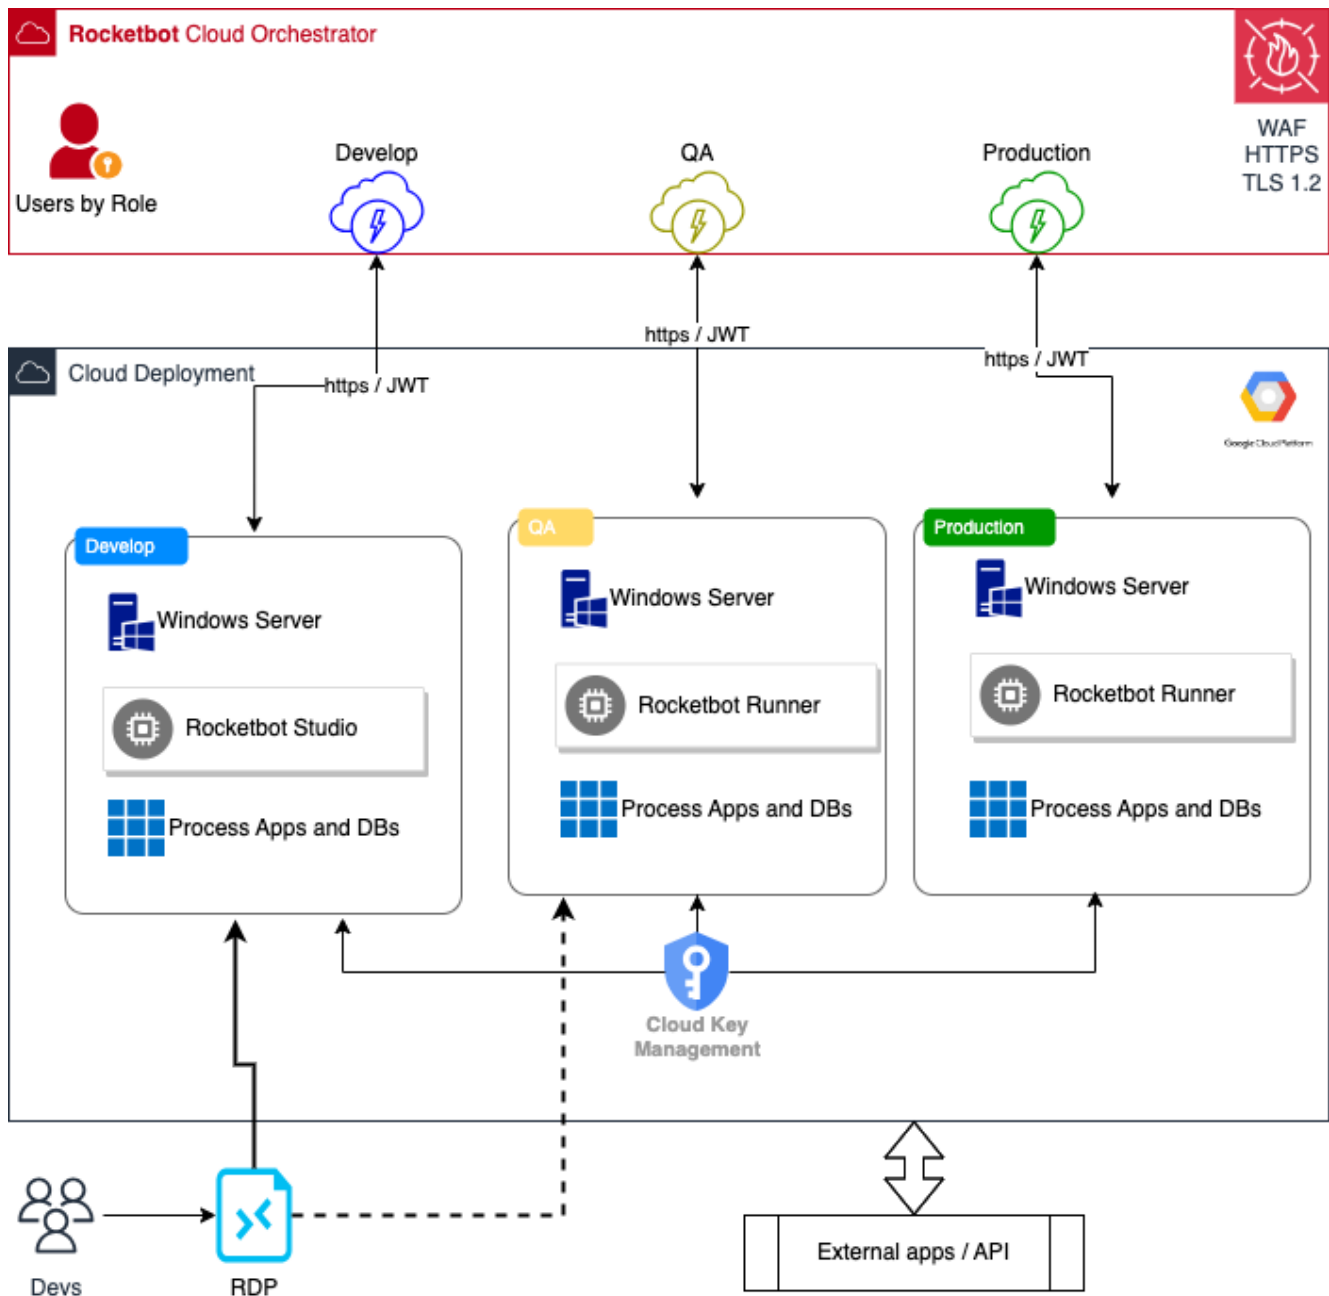 Rocketbot Cloud Orchestrator
WAF
HTTPS
TLS 1.2
Users by Role
Develop
QA
Production
https / JWT
https / JWT
https / JWT
Cloud Deployment
Google Cloud Platform
Develop
Windows Server
Rocketbot Studio
Process Apps and DBs
QA
Windows Server
Rocketbot Runner
Process Apps and DBs
Production
Windows Server
Rocketbot Runner
Process Apps and DBs
Cloud Key
Management
Devs
RDP
External apps / API